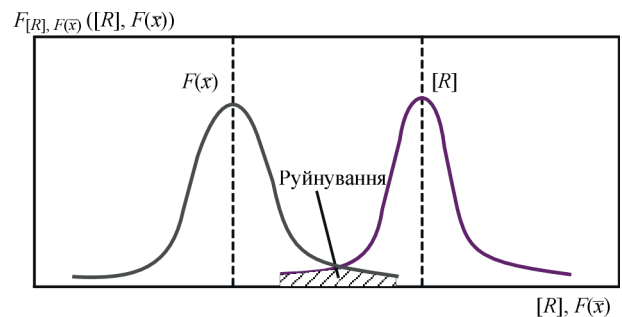 F[R], F(x̅) ([R], F(x̅))
F(x̅)
[R]
Руйнування
[R], F(x̅)